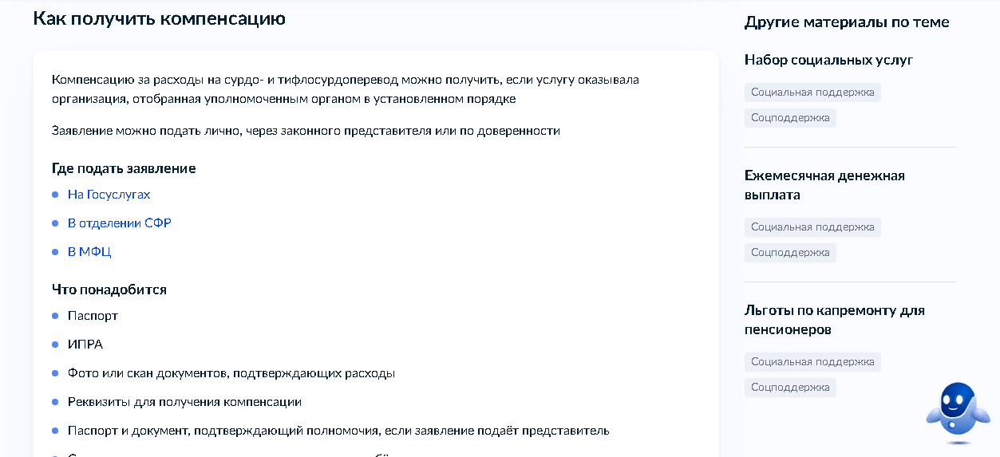 Как получить компенсацию
Компенсацию за расходы на сурдо- и тифлосурдоперевод можно получить, если услугу оказывала
организация, отобранная уполномоченным органом в установленном порядке
Заявление можно подать лично, через законного представителя или по доверенности
Где подать заявление
На Госуслугах
В отделении СФР
В МФЦ
Что понадобится
Паспорт
ИПРА
Фото или скан документов, подтверждающих расходы
Реквизиты для получения компенсации
Паспорт и документ, подтверждающий полномочия, если заявление подаёт представитель
Другие материалы по теме
Набор социальных услуг
Социальная поддержка
Соцподдержка
Ежемесячная денежная
выплата
Социальная поддержка
Соцподдержка
Льготы по капремонту для
пенсионеров
Социальная поддержка
Соцподдержка